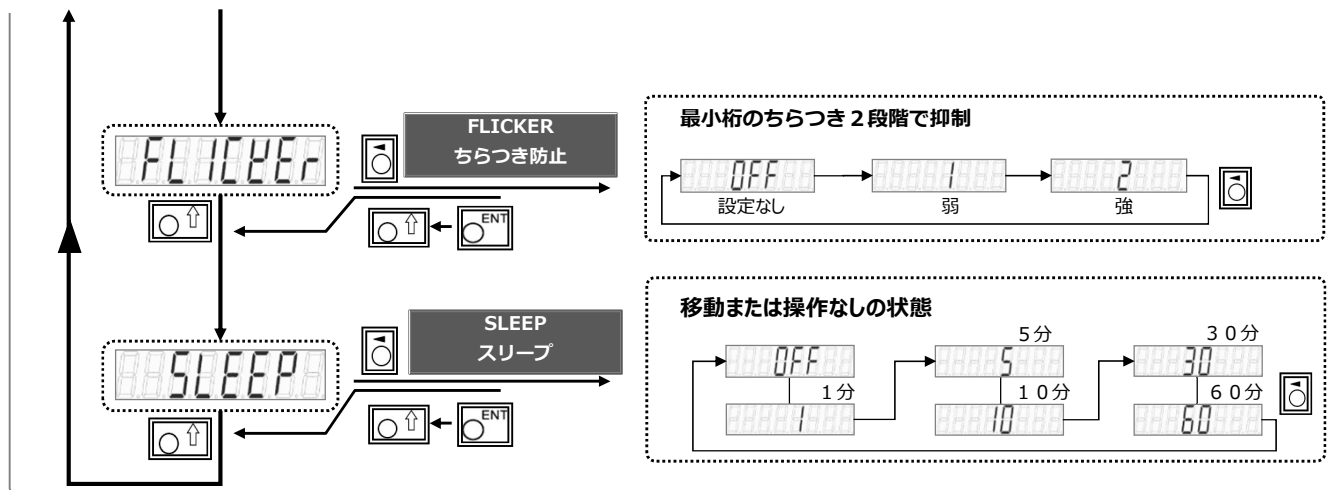 FLICKEr
FLICKER
ちらつき防止
ENT
最小桁のちらつき２段階で抑制
OFF
1
2
設定なし
弱
強
SLEEP
SLEEP
スリープ
ENT
移動または操作なしの状態
5分
３０分
OFF
5
30
1分
１０分
６０分
1
10
60